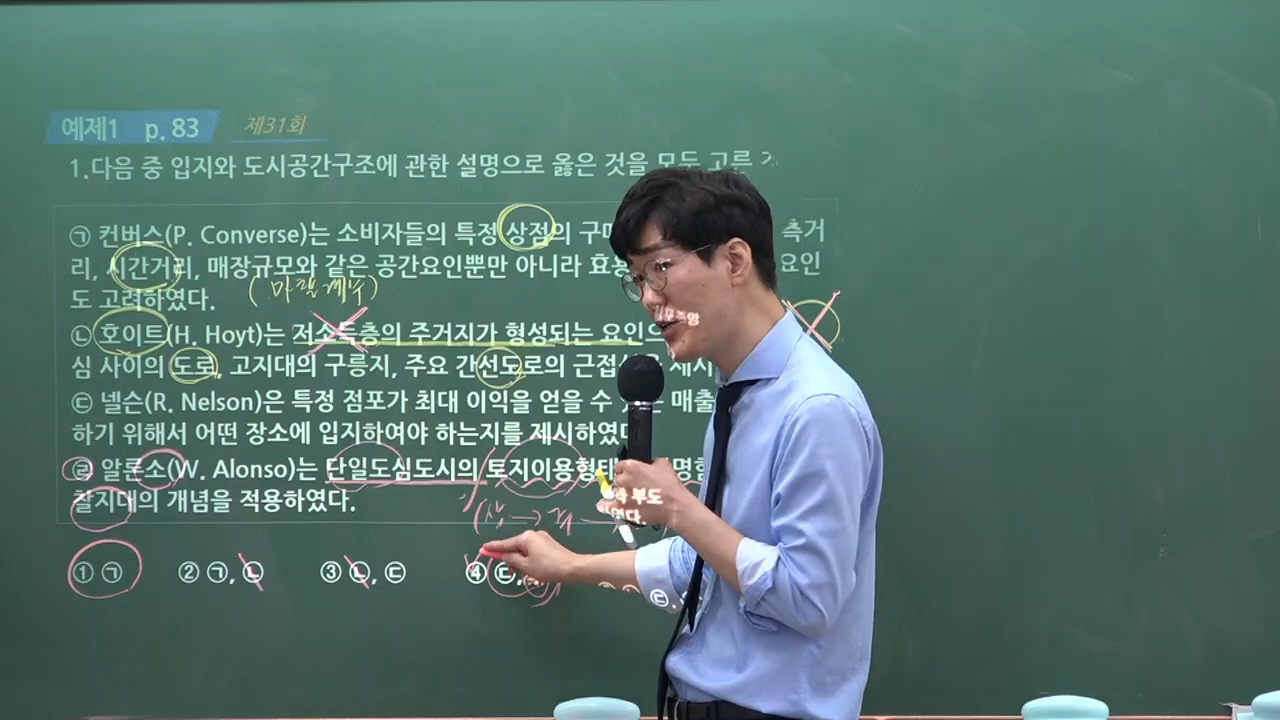 예제1 p. 83 제31회
1.다음 중 입지와 도시공간구조에 관한 설명으로 옳은 것을 모두 고른
㉠ 컨버스(P. Converse)는 소비자들의 특정 상점의 구매 측거
리, 시간거리, 매장규모와 같은 공간요인뿐만 아니라 효용 요인
도 고려하였다. (마찰계수)
㉡ 호이트(H. Hoyt)는 저소득층의 주거지가 형성되는 요인으
심 사이의 도로, 고지대의 구릉지, 주요 간선도로의 근접성
㉢ 넬슨(R. Nelson)은 특정 점포가 최대 이익을 얻을 수 매출
하기 위해서 어떤 장소에 입지하여야 하는지를 제시하였다
㉣ 알론소(W. Alonso)는 단일도심도시의 토지이용형태
찰지대의 개념을 적용하였다. 부도
① ㉠ ② ㉠, ㉡ ③ ㉡, ㉢ ④ ㉢,